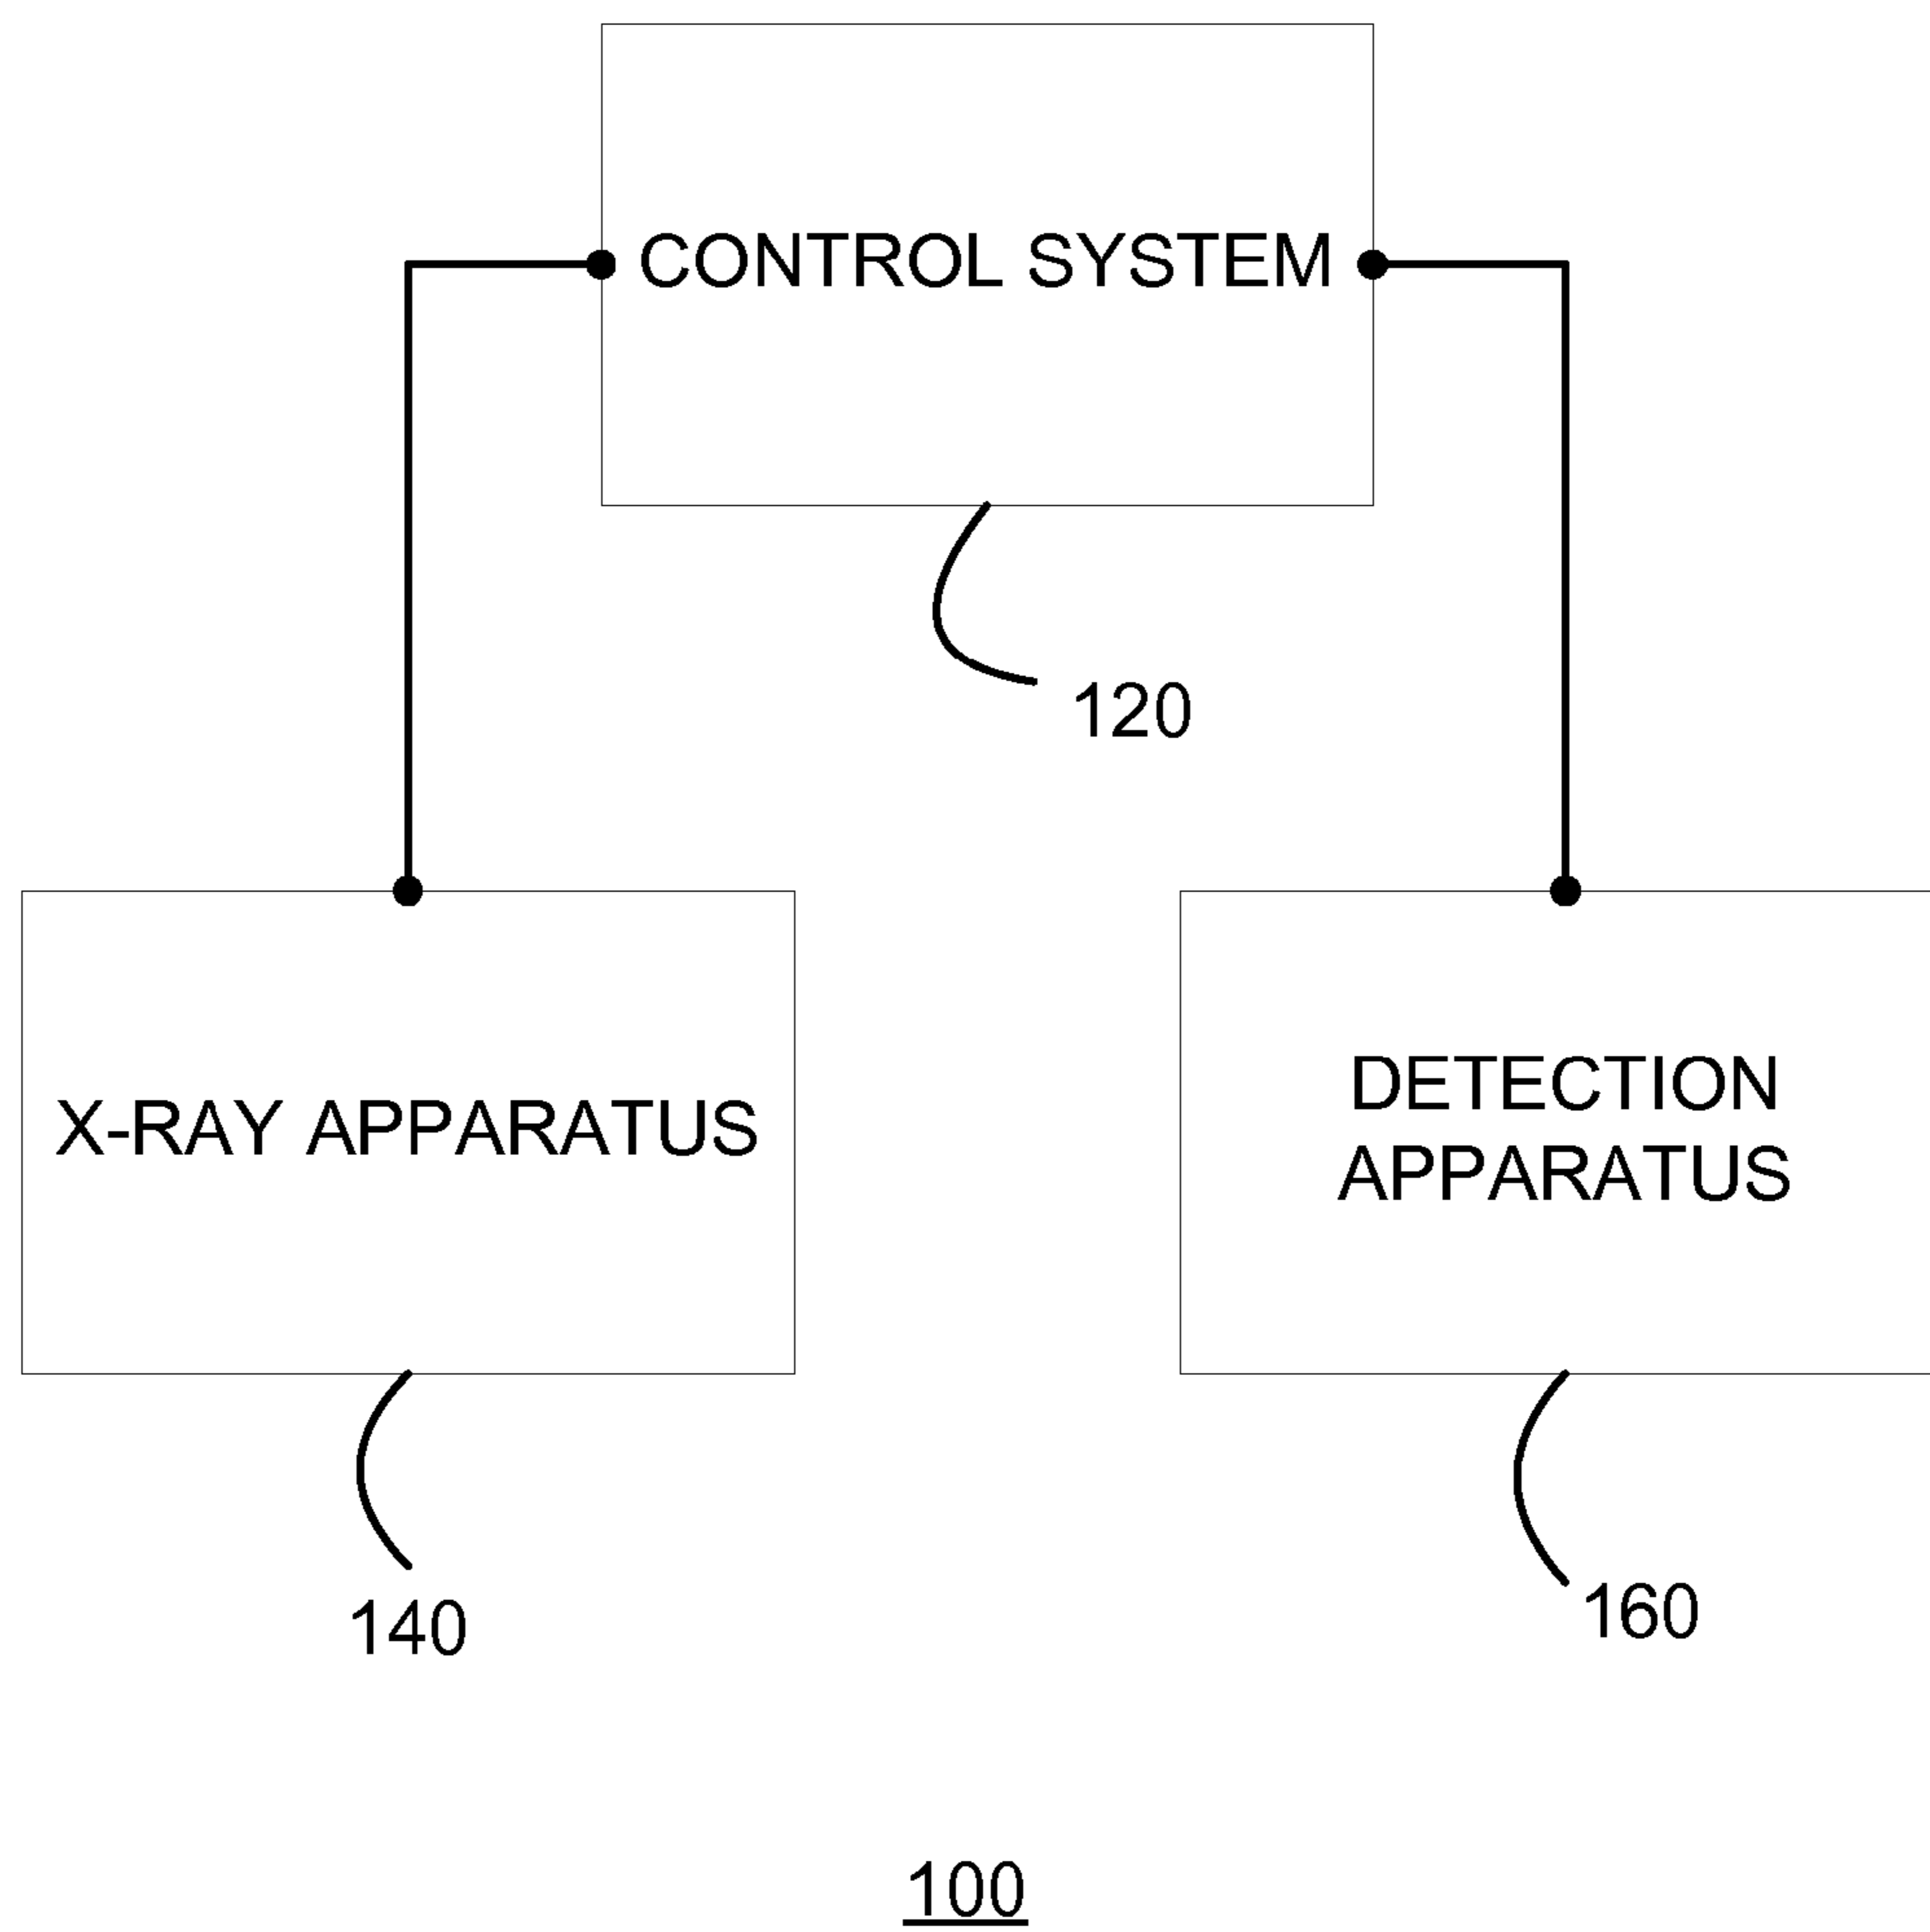 CONTROL SYSTEM
120
X-RAY APPARATUS
DETECTION
APPARATUS
140
160
100